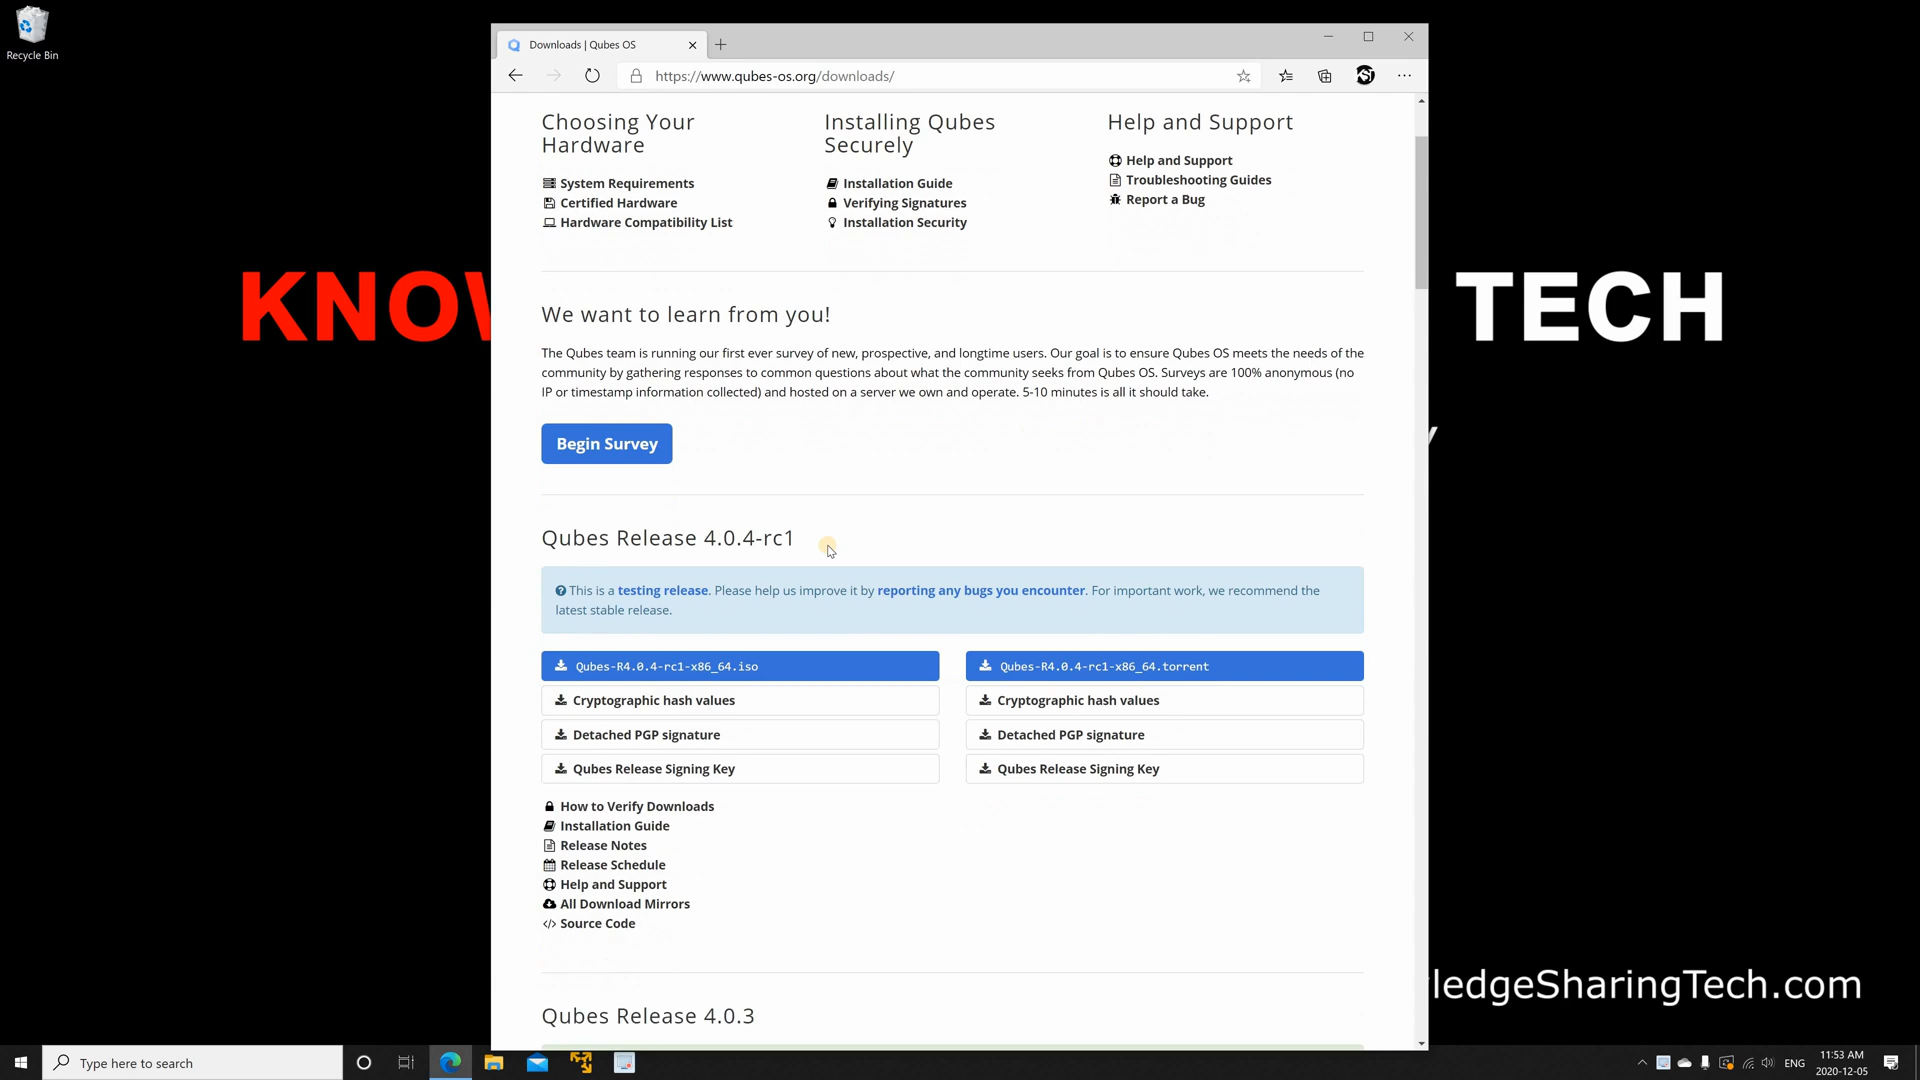 Recycle Bin
Downloads | Qubes OS
https://www.qubes-os.org/downloads/
Choosing Your
Hardware
System Requirements
Certified Hardware
Hardware Compatibility List
Installing Qubes
Securely
Installation Guide
Verifying Signatures
Installation Security
Help and Support
Help and Support
Troubleshooting Guides
Report a Bug
KNOW
TECH
We want to learn from you!
The Qubes team is running our first ever survey of new, prospective, and longtime users. Our goal is to ensure Qubes OS meets the needs of the
community by gathering responses to common questions about what the community seeks from Qubes OS. Surveys are 100% anonymous (no
IP or timestamp information collected) and hosted on a server we own and operate. 5-10 minutes is all it should take.
Begin Survey
Qubes Release 4.0.4-rc1
This is a testing release. Please help us improve it by reporting any bugs you encounter. For important work, we recommend the
latest stable release.
Qubes-R4.0.4-rc1-x86_64.iso
Cryptographic hash values
Detached PGP signature
Qubes Release Signing Key
Qubes-R4.0.4-rc1-x86_64.torrent
Cryptographic hash values
Detached PGP signature
Qubes Release Signing Key
How to Verify Downloads
Installation Guide
Release Notes
Release Schedule
Help and Support
All Download Mirrors
Source Code
Qubes Release 4.0.3
ledgeSharingTech.com
Type here to search
ENG
11:53 AM
2020-12-05